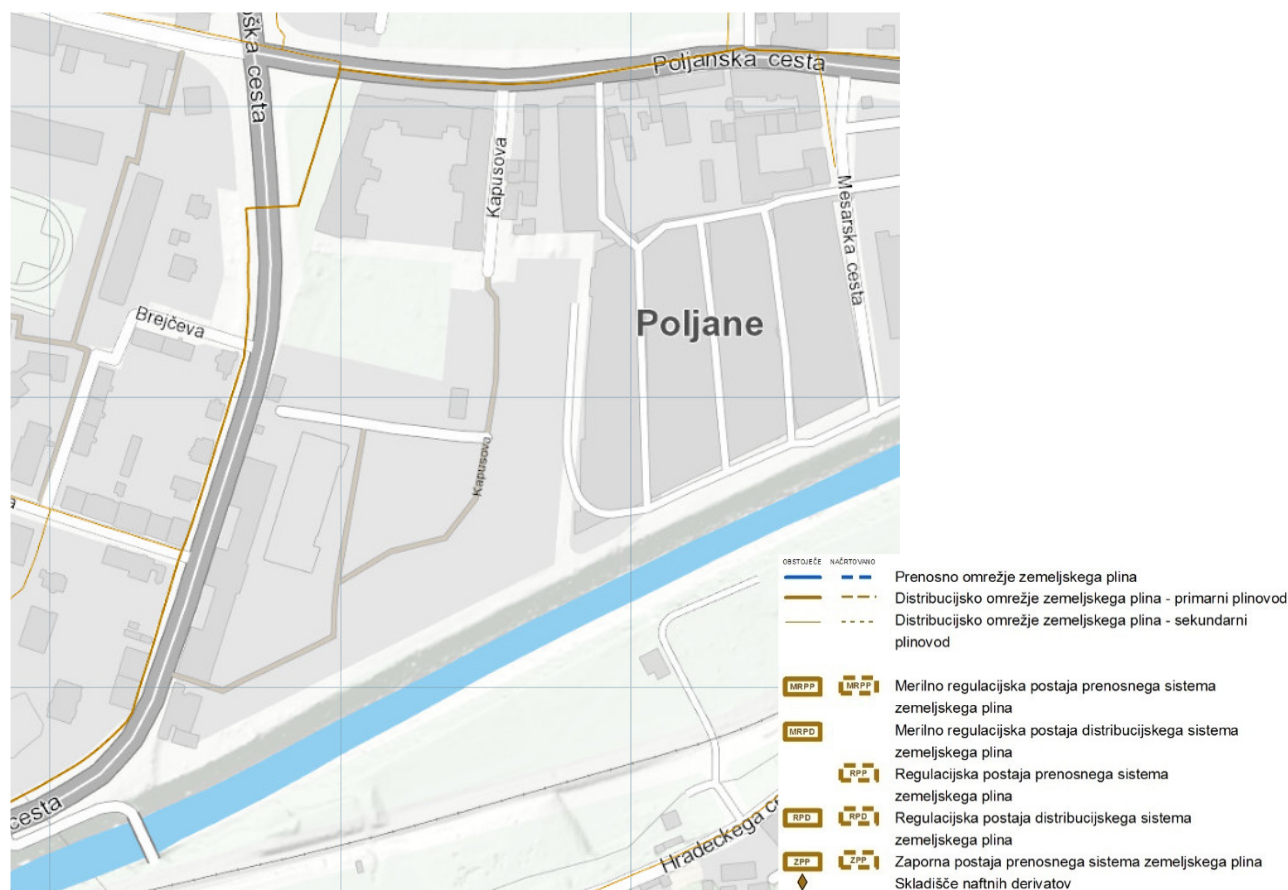 oška cesta
Poljanska cesta
Kapusova
Mesarska cesta
Brejčeva
Poljane
Kapusova
a
cesta
Hradeckega c
OBSTOJEČE NAČRTOVANO
Prenosno omrežje zemeljskega plina
Distribucijsko omrežje zemeljskega plina - primarni plinovod
Distribucijsko omrežje zemeljskega plina - sekundarni
plinovod
MRPP MRPP Merilno regulacijska postaja prenosnega sistema
zemeljskega plina
MRPD Merilno regulacijska postaja distribucijskega sistema
zemeljskega plina
RPP Regulacijska postaja prenosnega sistema
zemeljskega plina
RPD RPD Regulacijska postaja distribucijskega sistema
zemeljskega plina
ZPP ZPP Zaporna postaja prenosnega sistema zemeljskega plina
Skladišče naftnih derivatov